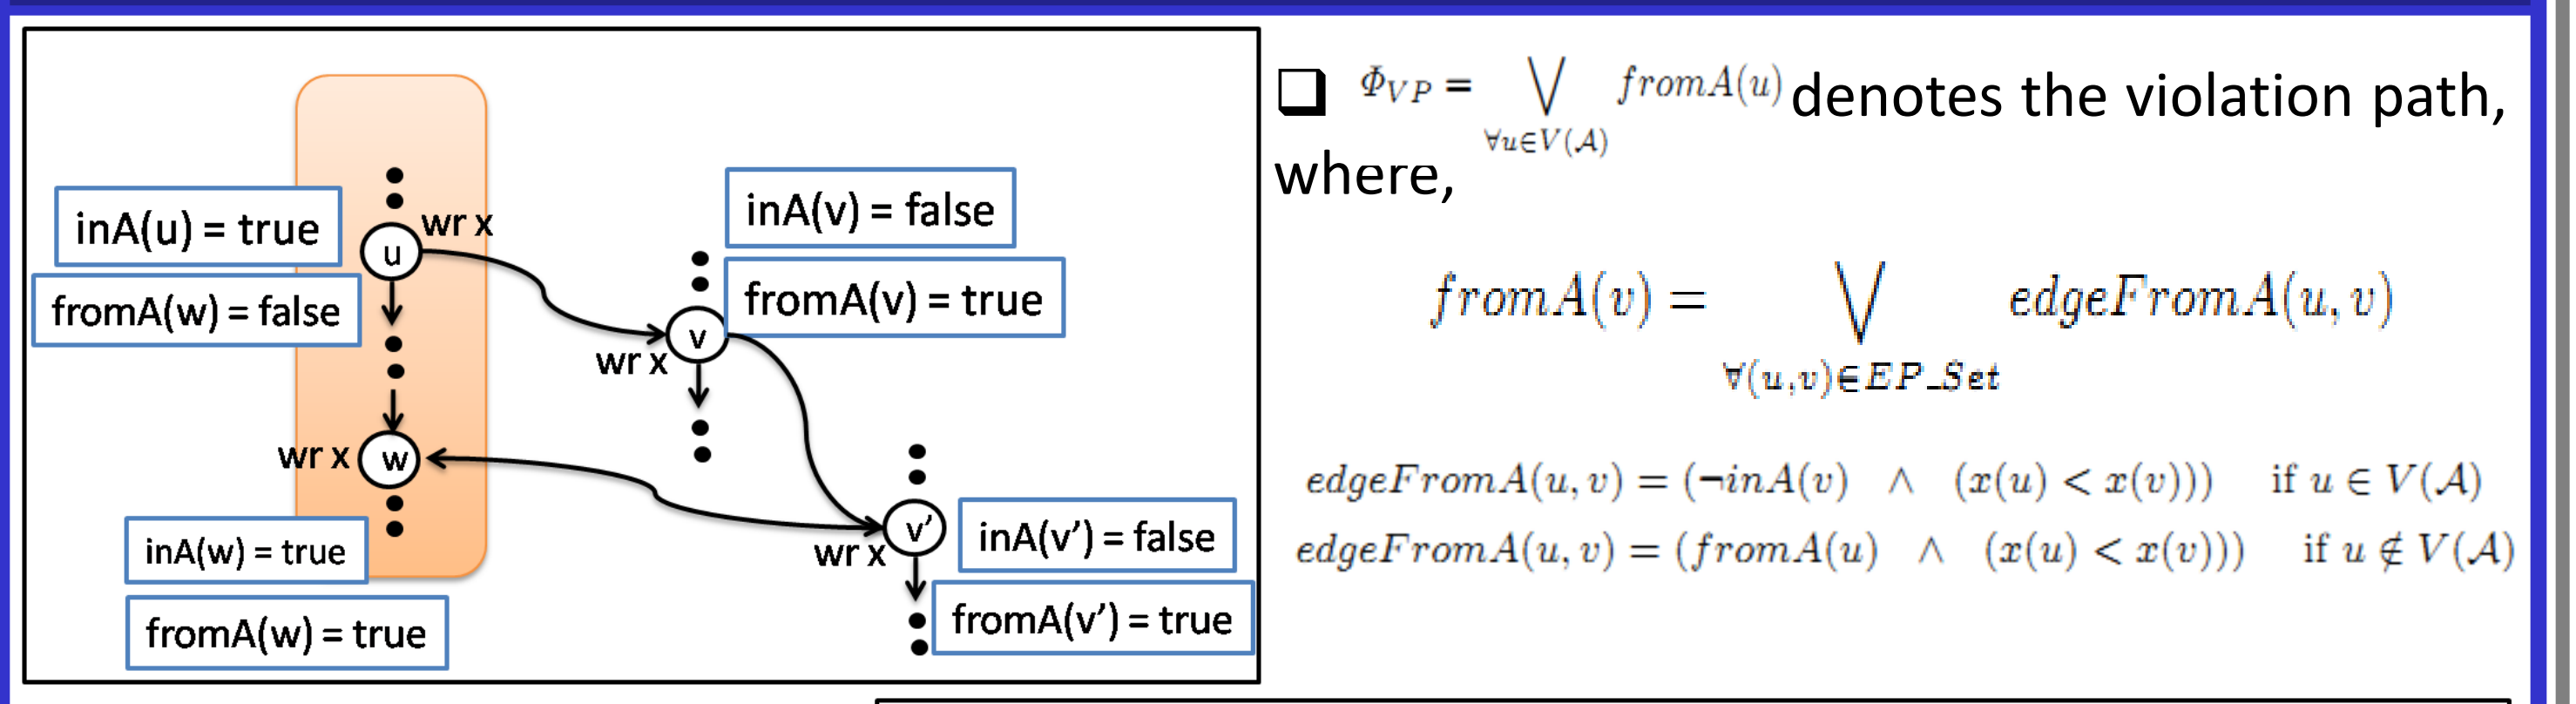 inA(u) = true
wr x
u
fromA(w) = false
inA(v) = false
fromA(v) = true
v
wr x
wr x
w
v’
wr x
inA(v’) = false
fromA(v’) = true
inA(w) = true
fromA(w) = true
❑ Φ_VP = ⋁ fromA(u) denotes the violation path,
∀u∈V(𝒜)
where,
fromA(v) = ⋁ edgeFromA(u, v)
∀(u,v)∈EP_Set
edgeFromA(u, v) = (¬inA(v) ∧ (x(u) < x(v))) if u ∈ V(𝒜)
edgeFromA(u, v) = (fromA(u) ∧ (x(u) < x(v))) if u ∉ V(𝒜)